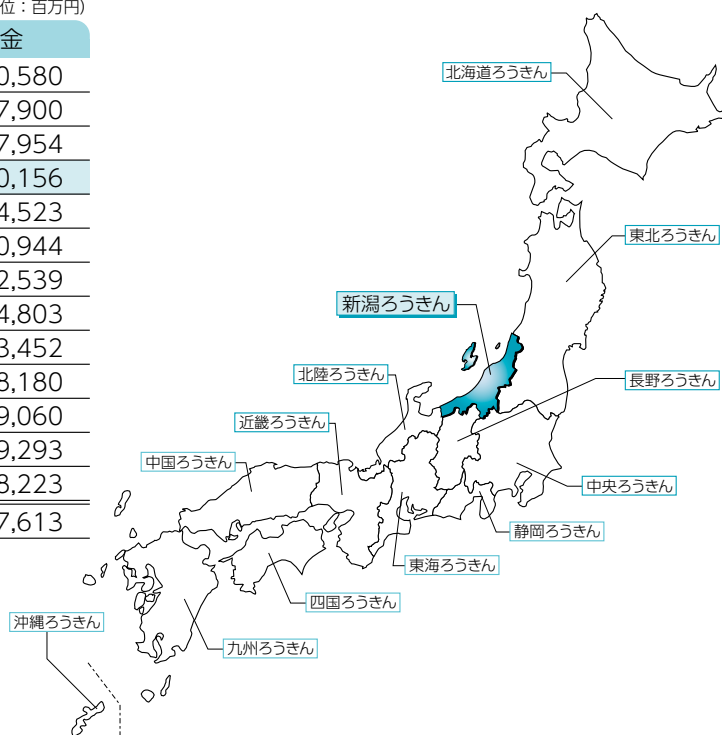 位：百万円)
金
0,580
7,900
7,954
0,156
4,523
0,944
2,539
4,803
3,452
8,180
9,060
9,293
8,223
7,613
北海道ろうきん
東北ろうきん
新潟ろうきん
北陸ろうきん
長野ろうきん
近畿ろうきん
中国ろうきん
中央ろうきん
静岡ろうきん
東海ろうきん
四国ろうきん
沖縄ろうきん
九州ろうきん